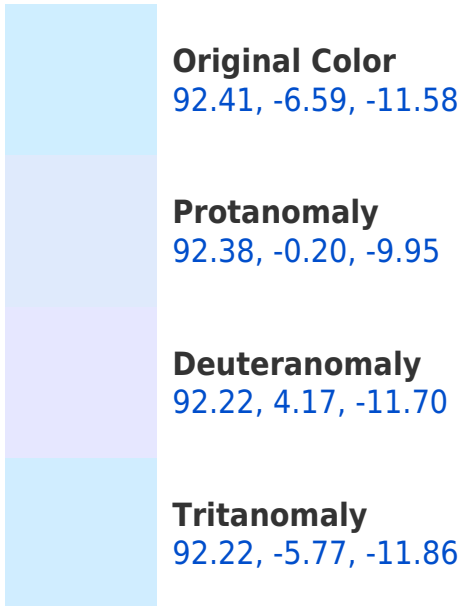 Original Color
92.41, -6.59, -11.58
Protanomaly
92.38, -0.20, -9.95
Deuteranomaly
92.22, 4.17, -11.70
Tritanomaly
92.22, -5.77, -11.86